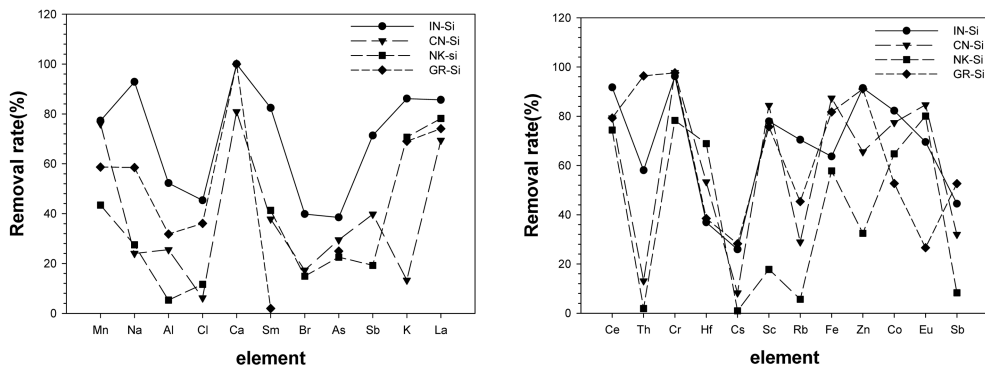 120
100
80
60
40
20
0
Removal rate(%)
IN-Si
CN-Si
NK-si
GR-Si
Mn Na Al Cl Ca Sm Br As Sb K La
element
120
100
80
60
40
20
0
Removal rate(%)
IN-Si
CN-Si
NK-Si
GR-Si
Ce Th Cr Hf Cs Sc Rb Fe Zn Co Eu Sb
element